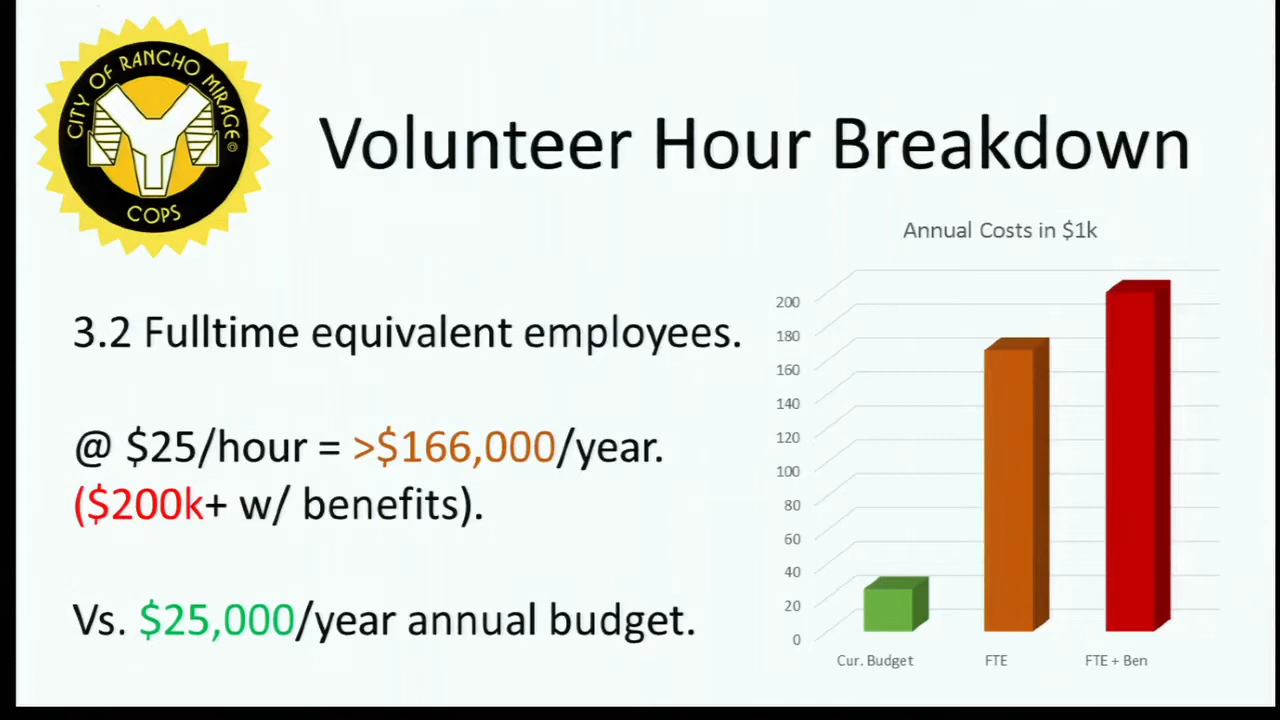 CITY OF RANCHO MIRAGE©
COPS
Volunteer Hour Breakdown
3.2 Fulltime equivalent employees.
@ $25/hour = >$166,000/year.
($200k+ w/ benefits).
Vs. $25,000/year annual budget.
Annual Costs in $1k
200
180
160
140
120
100
80
60
40
20
0
Cur. Budget
FTE
FTE + Ben